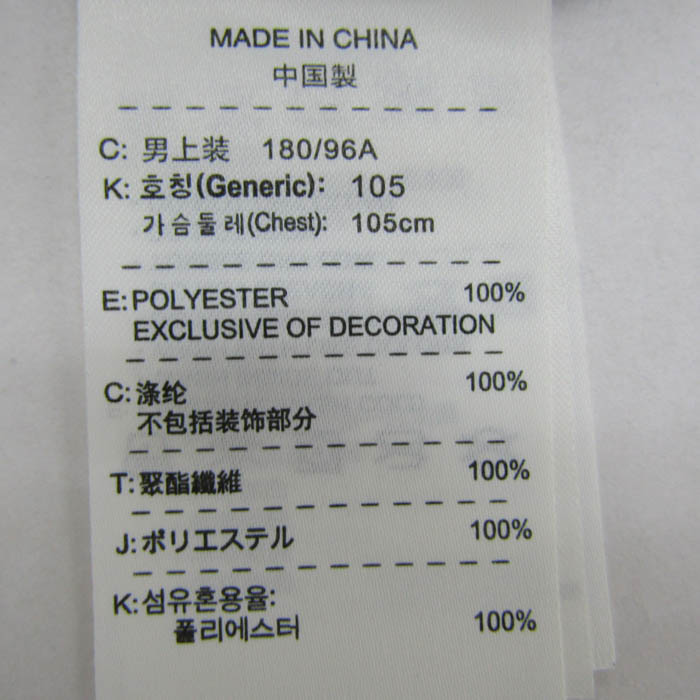 MADE IN CHINA
中国製
C: 男上装 180/96A
K: 호칭(Generic): 105
가슴둘레(Chest): 105cm
E: POLYESTER 100%
EXCLUSIVE OF DECORATION
C: 涤纶 100%
不包括装饰部分
T: 聚酯纖維 100%
J: ポリエステル 100%
K: 섬유혼용율:
폴리에스터 100%